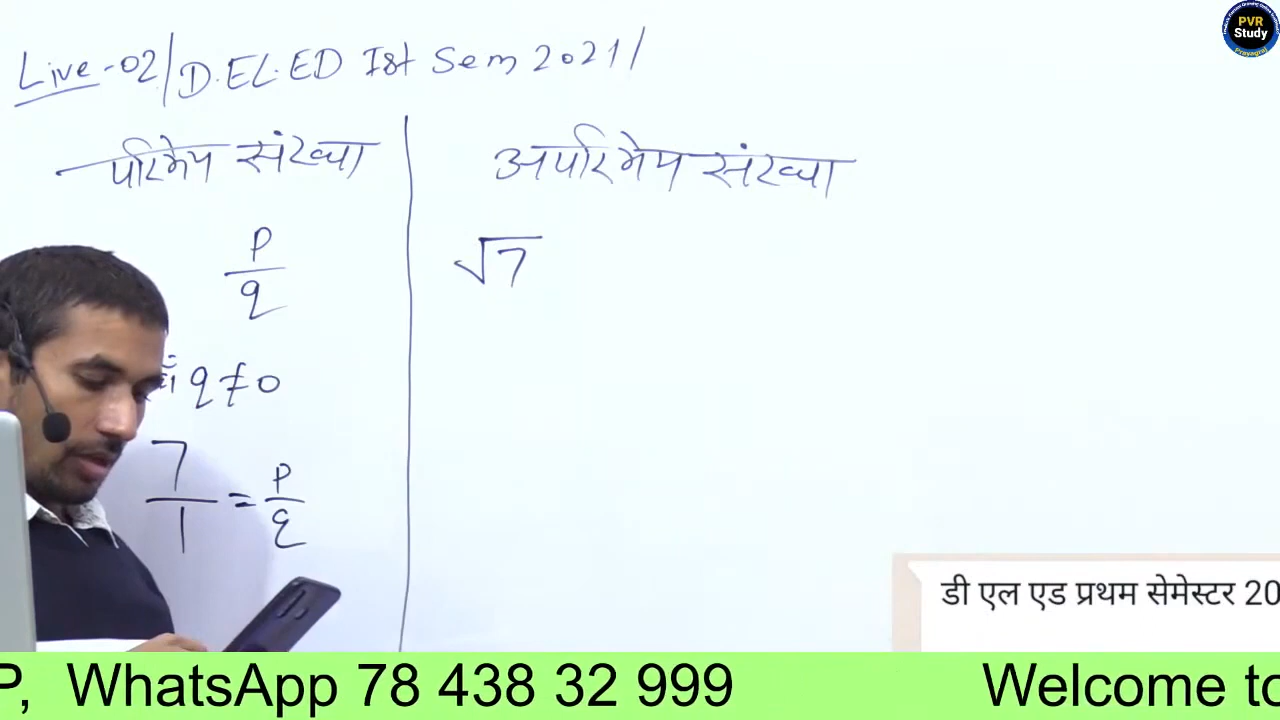 Live-02/D.EL.ED Ist Sem 2021/
परिमेय संख्या
अपरिमेय संख्या
p/q
q≠0
7/1 = p/q
√7
PVR
Study
Prayagraj
डी एल एड प्रथम सेमेस्टर 20
P, WhatsApp 78 438 32 999 Welcome to